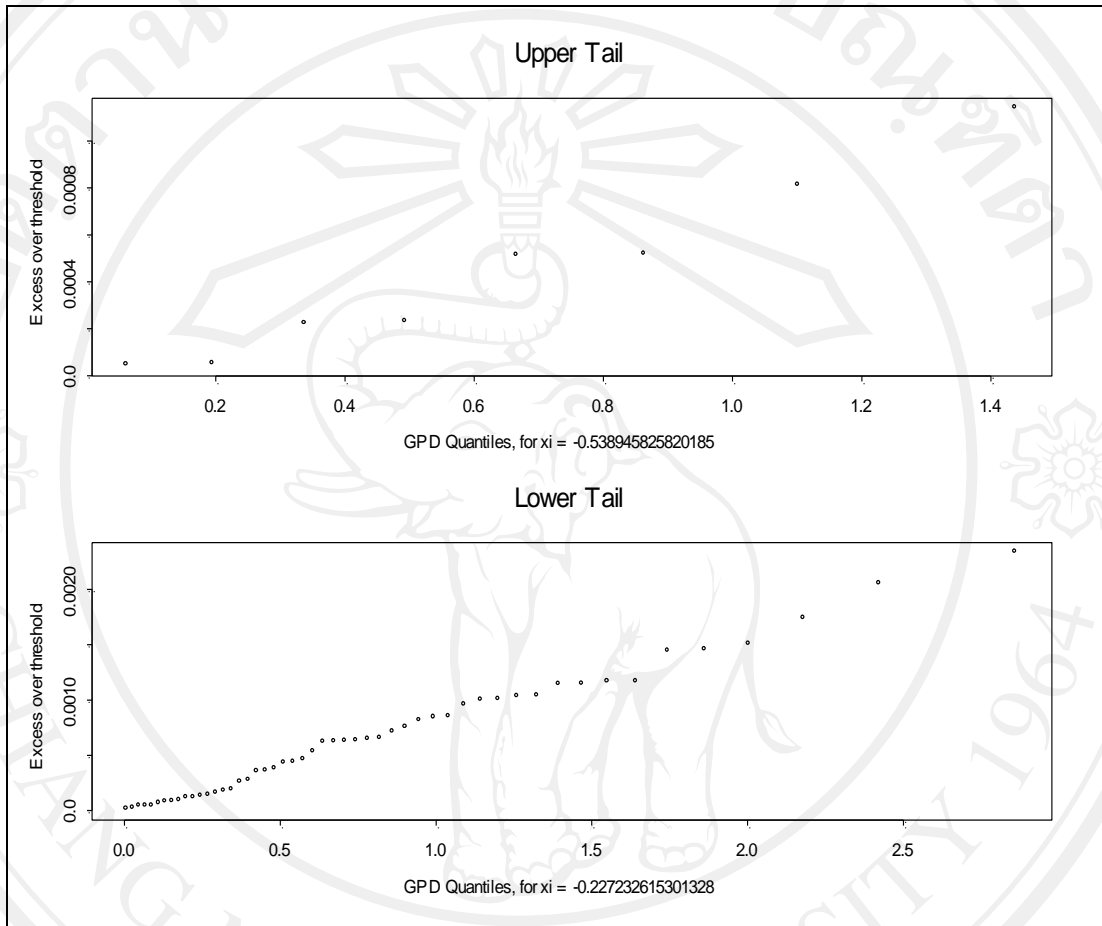 Upper Tail
Excess over threshold
0.0
0.0004
0.0008
0.2 0.4 0.6 0.8 1.0 1.2 1.4
GPD Quantiles, for xi = -0.538945825820185
Lower Tail
Excess over threshold
0.0
0.0010
0.0020
0.0 0.5 1.0 1.5 2.0 2.5
GPD Quantiles, for xi = -0.227232615301328
1964